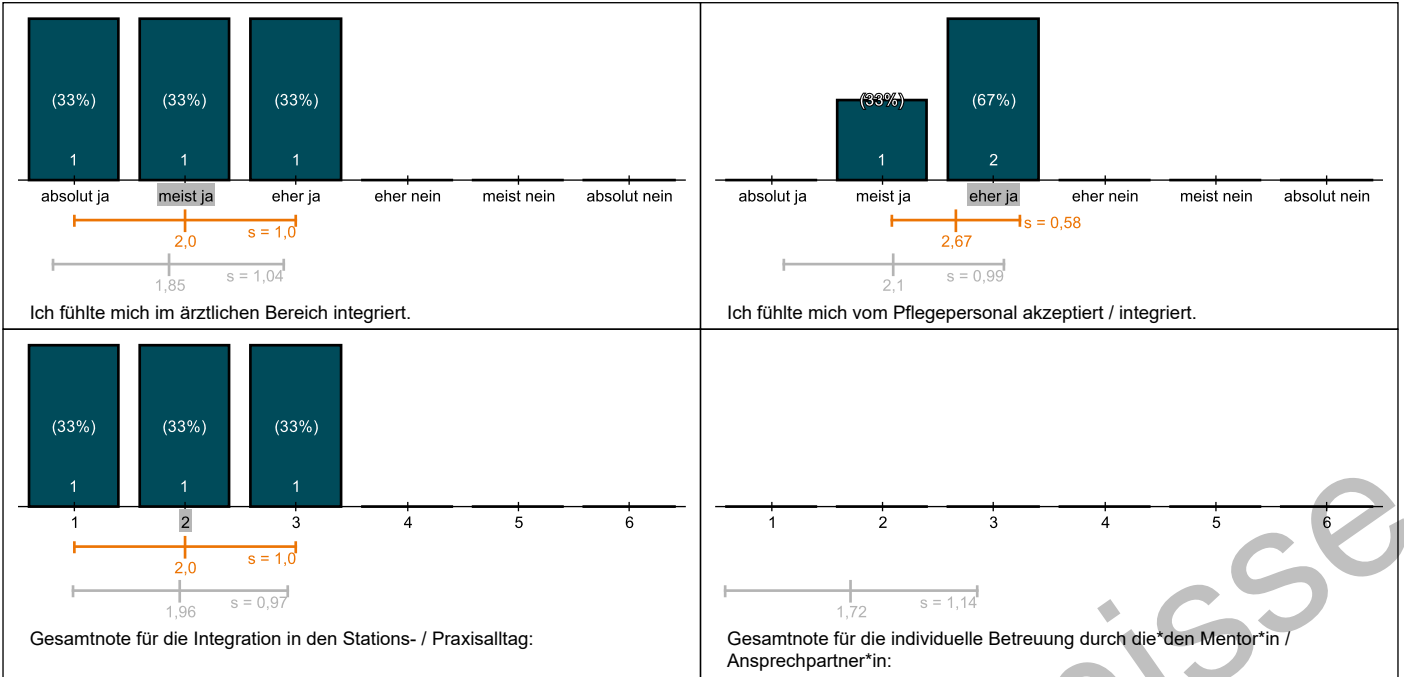 (33%) (33%) (33%)
1 1 1
absolut ja meist ja eher ja eher nein meist nein absolut nein
s = 1,0
2,0
s = 1,04
1,85
Ich fühlte mich im ärztlichen Bereich integriert.
(33%) (67%)
1 2
absolut ja meist ja eher ja eher nein meist nein absolut nein
s = 0,58
2,67
s = 0,99
2,1
Ich fühlte mich vom Pflegepersonal akzeptiert / integriert.
(33%) (33%) (33%)
1 1 1
1 2 3 4 5 6
s = 1,0
2,0
s = 0,97
1,96
Gesamtnote für die Integration in den Stations- / Praxisalltag:
1 2 3 4 5 6
s = 1,14
1,72
Gesamtnote für die individuelle Betreuung durch die*den Mentor*in /
Ansprechpartner*in:
isse